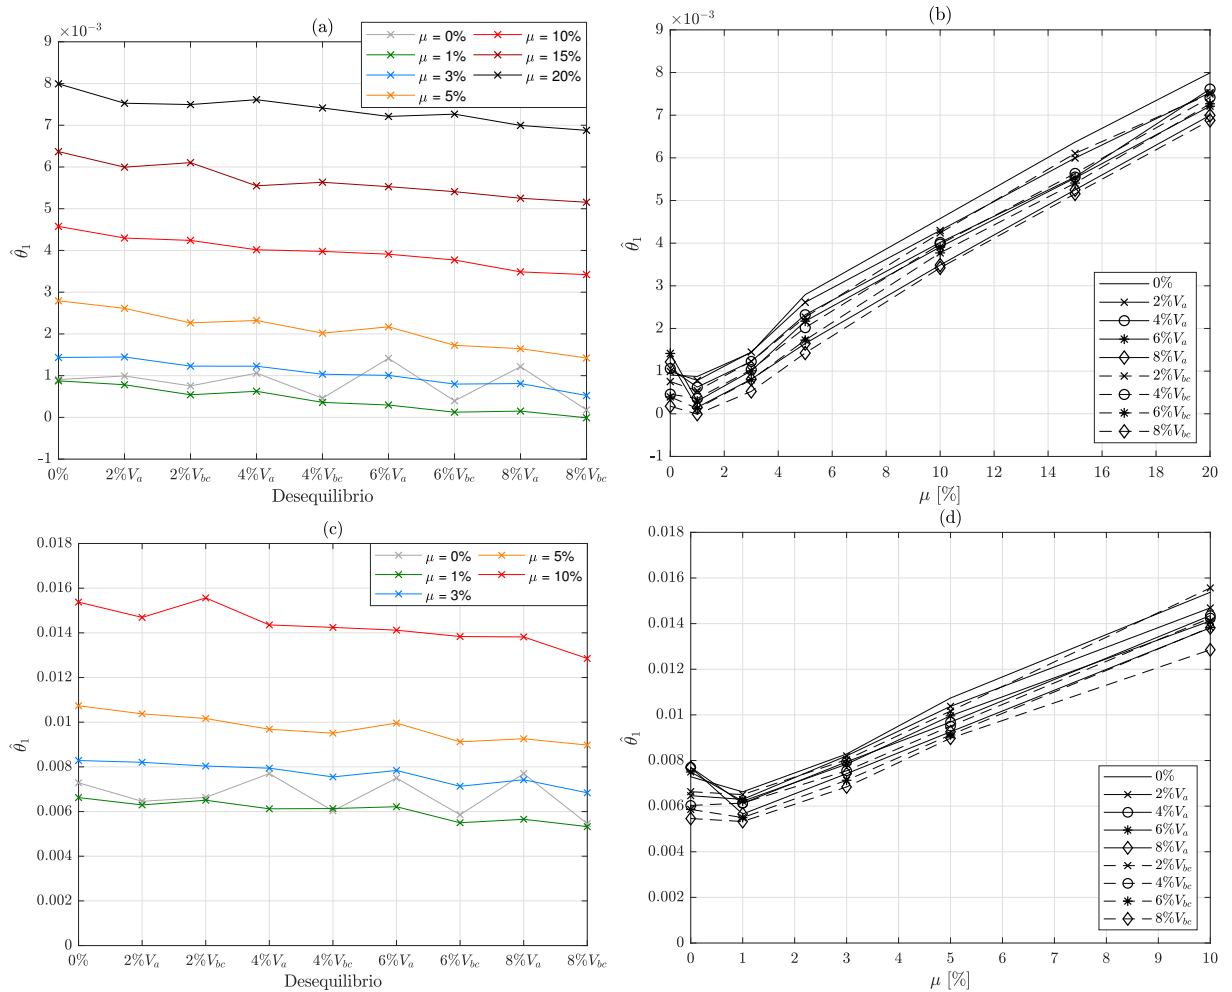 (a)
×10⁻³
μ = 0%
μ = 1%
μ = 3%
μ = 5%
μ = 10%
μ = 15%
μ = 20%
9
8
7
6
5
4
3
2
1
0
-1
θ̂₁
0% 2%Vₐ 2%V_bc 4%Vₐ 4%V_bc 6%Vₐ 6%V_bc 8%Vₐ 8%V_bc
Desequilibrio
(b)
×10⁻³
9
8
7
6
5
4
3
2
1
0
-1
θ̂₁
0%
2%Vₐ
4%Vₐ
6%Vₐ
8%Vₐ
2%V_bc
4%V_bc
6%V_bc
8%V_bc
0 2 4 6 8 10 12 14 16 18 20
μ [%]
(c)
μ = 0%
μ = 1%
μ = 3%
μ = 5%
μ = 10%
0.018
0.016
0.014
0.012
0.01
0.008
0.006
0.004
0.002
0
θ̂₁
0% 2%Vₐ 2%V_bc 4%Vₐ 4%V_bc 6%Vₐ 6%V_bc 8%Vₐ 8%V_bc
Desequilibrio
(d)
0.018
0.016
0.014
0.012
0.01
0.008
0.006
0.004
0.002
0
θ̂₁
0%
2%Vₐ
4%Vₐ
6%Vₐ
8%Vₐ
2%V_bc
4%V_bc
6%V_bc
8%V_bc
0 1 2 3 4 5 6 7 8 9 10
μ [%]